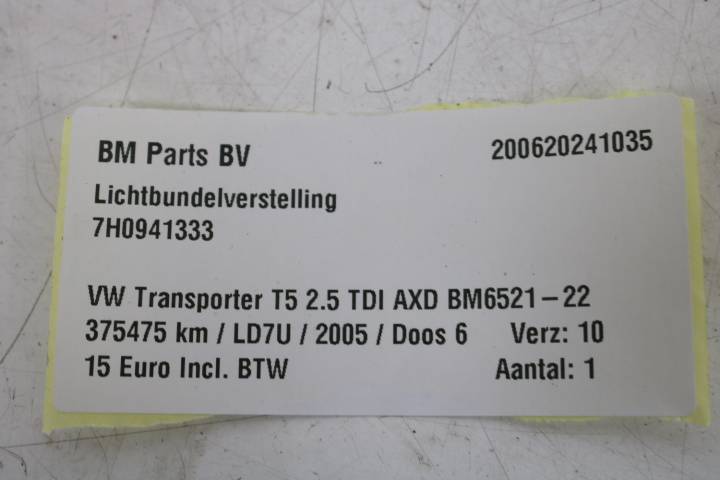 BM Parts BV 200620241035
Lichtbundelverstelling
7H0941333
VW Transporter T5 2.5 TDI AXD BM6521-22
375475 km / LD7U / 2005 / Doos 6 Verz: 10
15 Euro Incl. BTW Aantal: 1